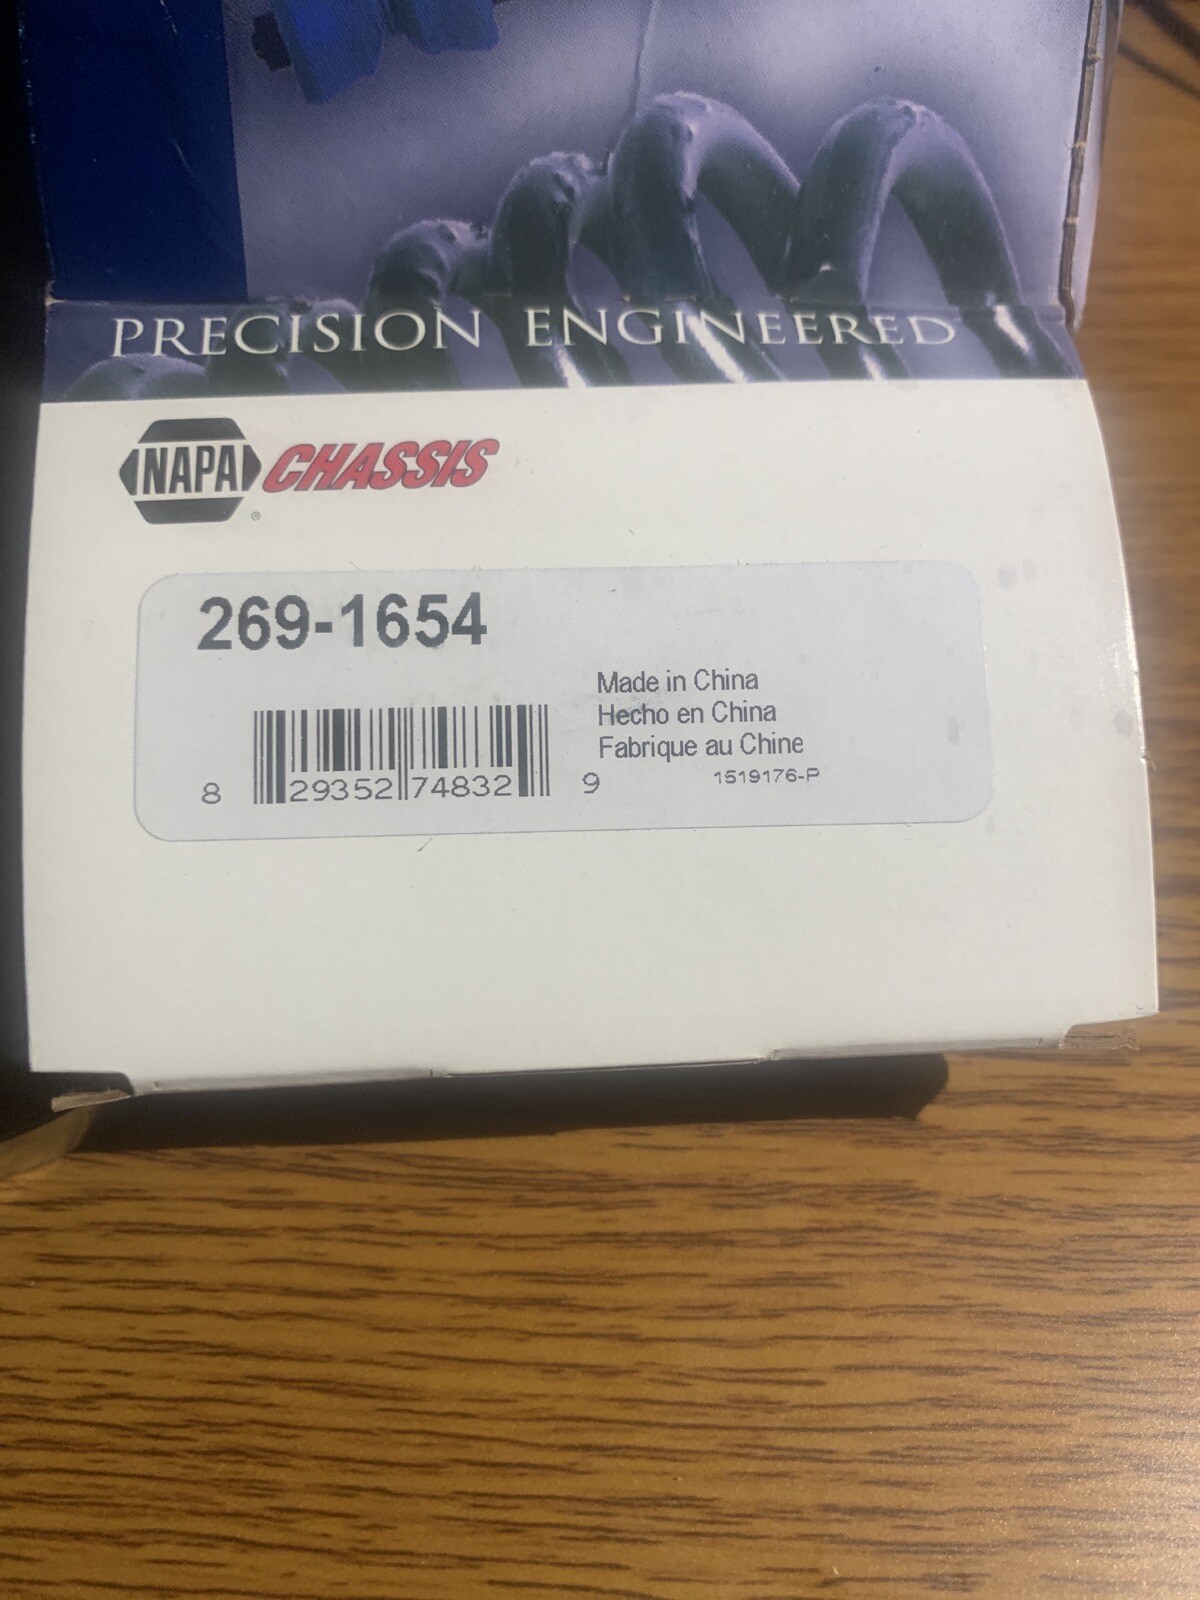 PRECISION ENGINEERED
NAPA CHASSIS
®
269-1654
Made in China
Hecho en China
Fabrique au Chine
8 29352 74832 9
1519176-P